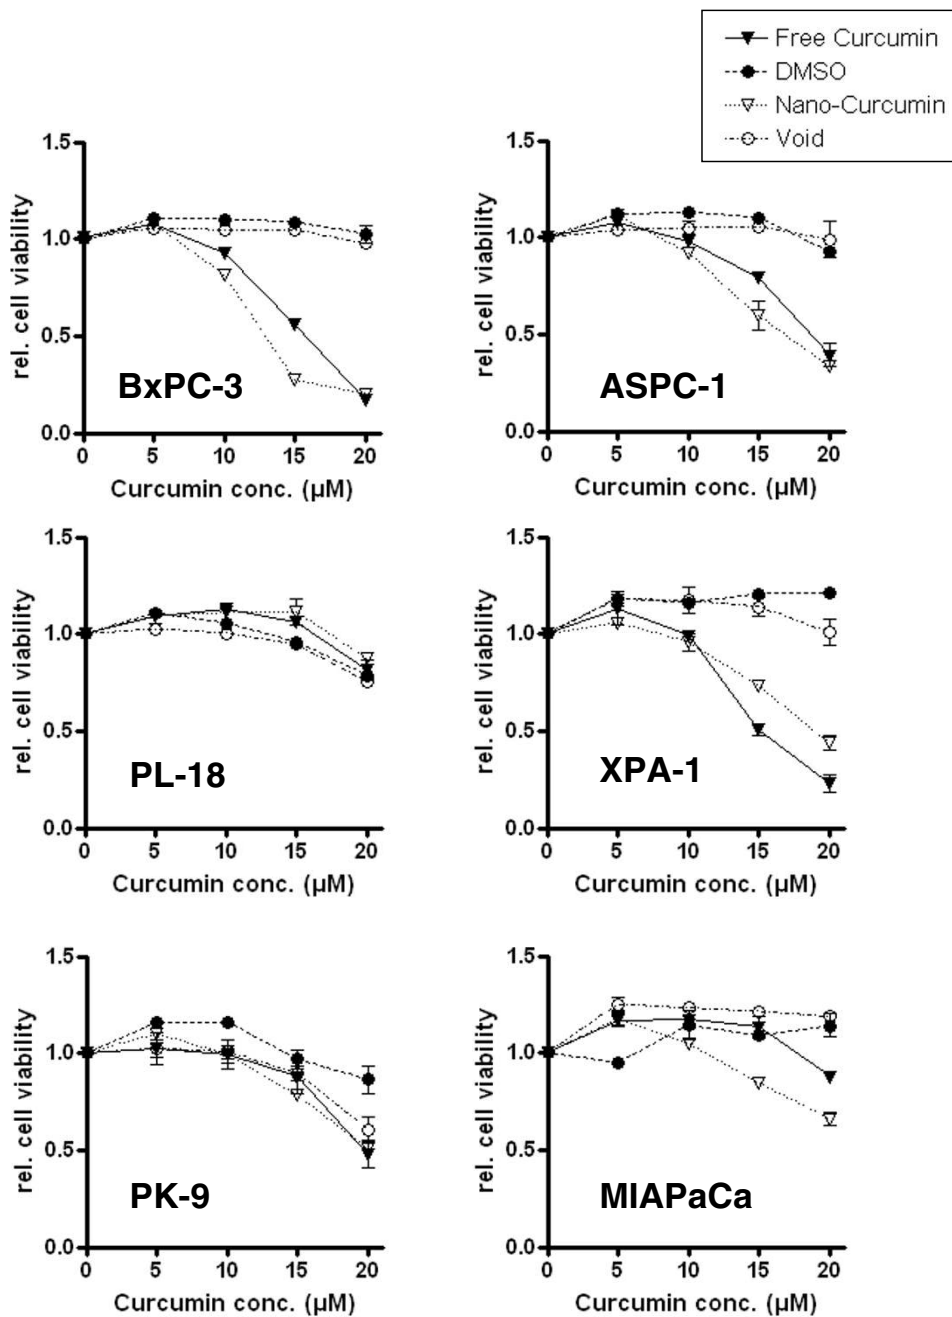 Free Curcumin
DMSO
Nano-Curcumin
Void
1.5
1.0
0.5
0.0
rel. cell viability
BxPC-3
0 5 10 15 20
Curcumin conc. (µM)
1.5
1.0
0.5
0.0
rel. cell viability
ASPC-1
0 5 10 15 20
Curcumin conc. (µM)
1.5
1.0
0.5
0.0
rel. cell viability
PL-18
0 5 10 15 20
Curcumin conc. (µM)
1.5
1.0
0.5
0.0
rel. cell viability
XPA-1
0 5 10 15 20
Curcumin conc. (µM)
1.5
1.0
0.5
0.0
rel. cell viability
PK-9
0 5 10 15 20
Curcumin conc. (µM)
1.5
1.0
0.5
0.0
rel. cell viability
MIAPaCa
0 5 10 15 20
Curcumin conc. (µM)